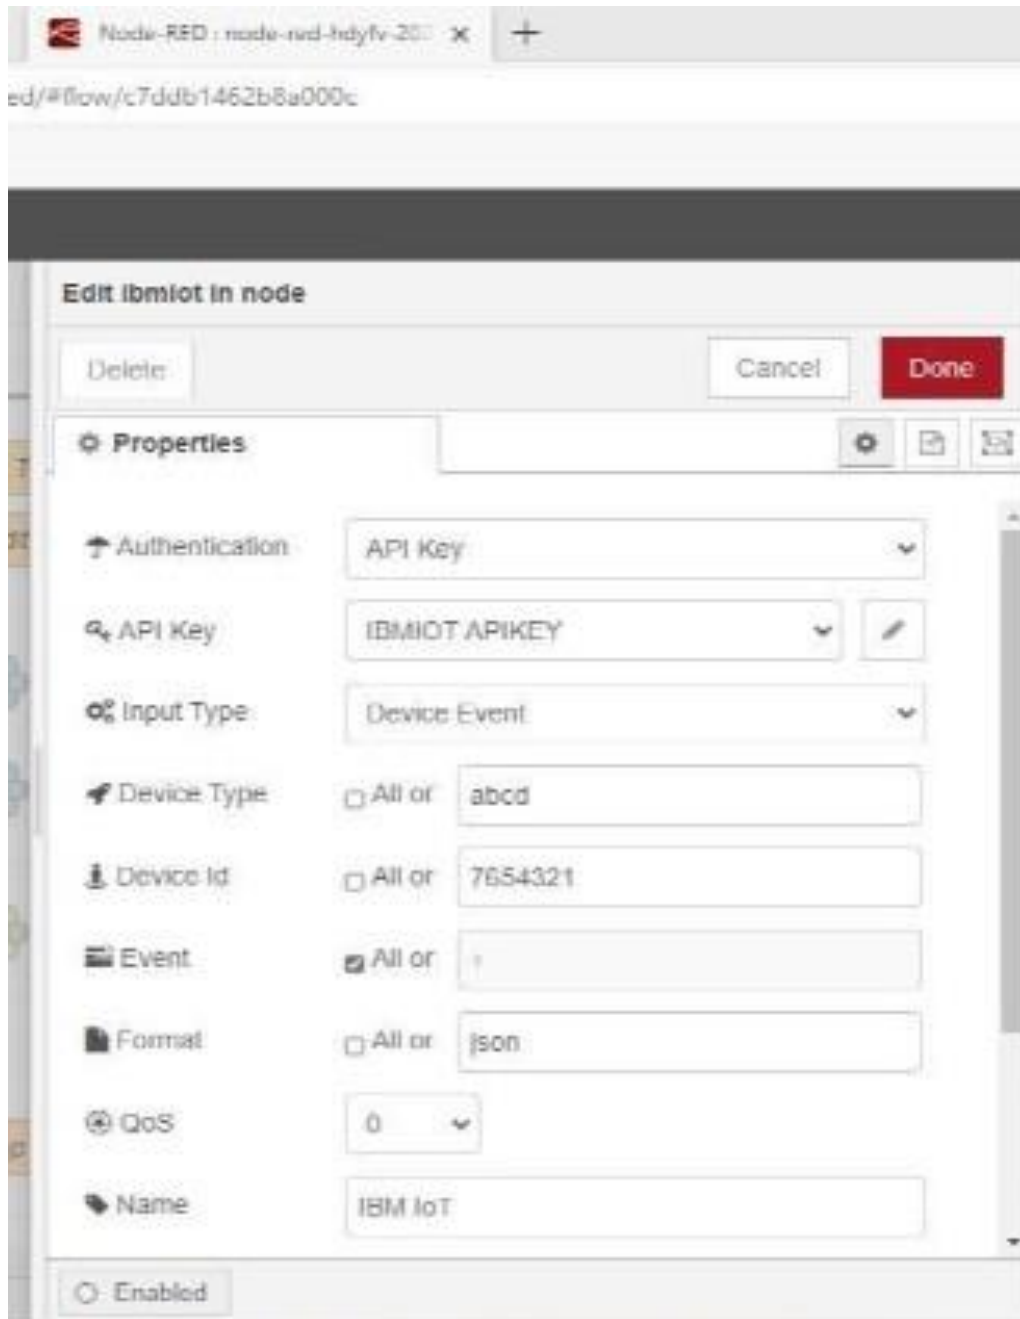 Node-RED : node-red-hdyfv-202
ed/#flow/c7ddb1462b8a000c
Edit ibmiot in node
Delete
Cancel
Done
Properties
Authentication
API Key
API Key
IBMIOT APIKEY
Input Type
Device Event
Device Type
All or
abcd
Device Id
All or
7654321
Event
All or
+
Format
All or
json
QoS
0
Name
IBM IoT
Enabled